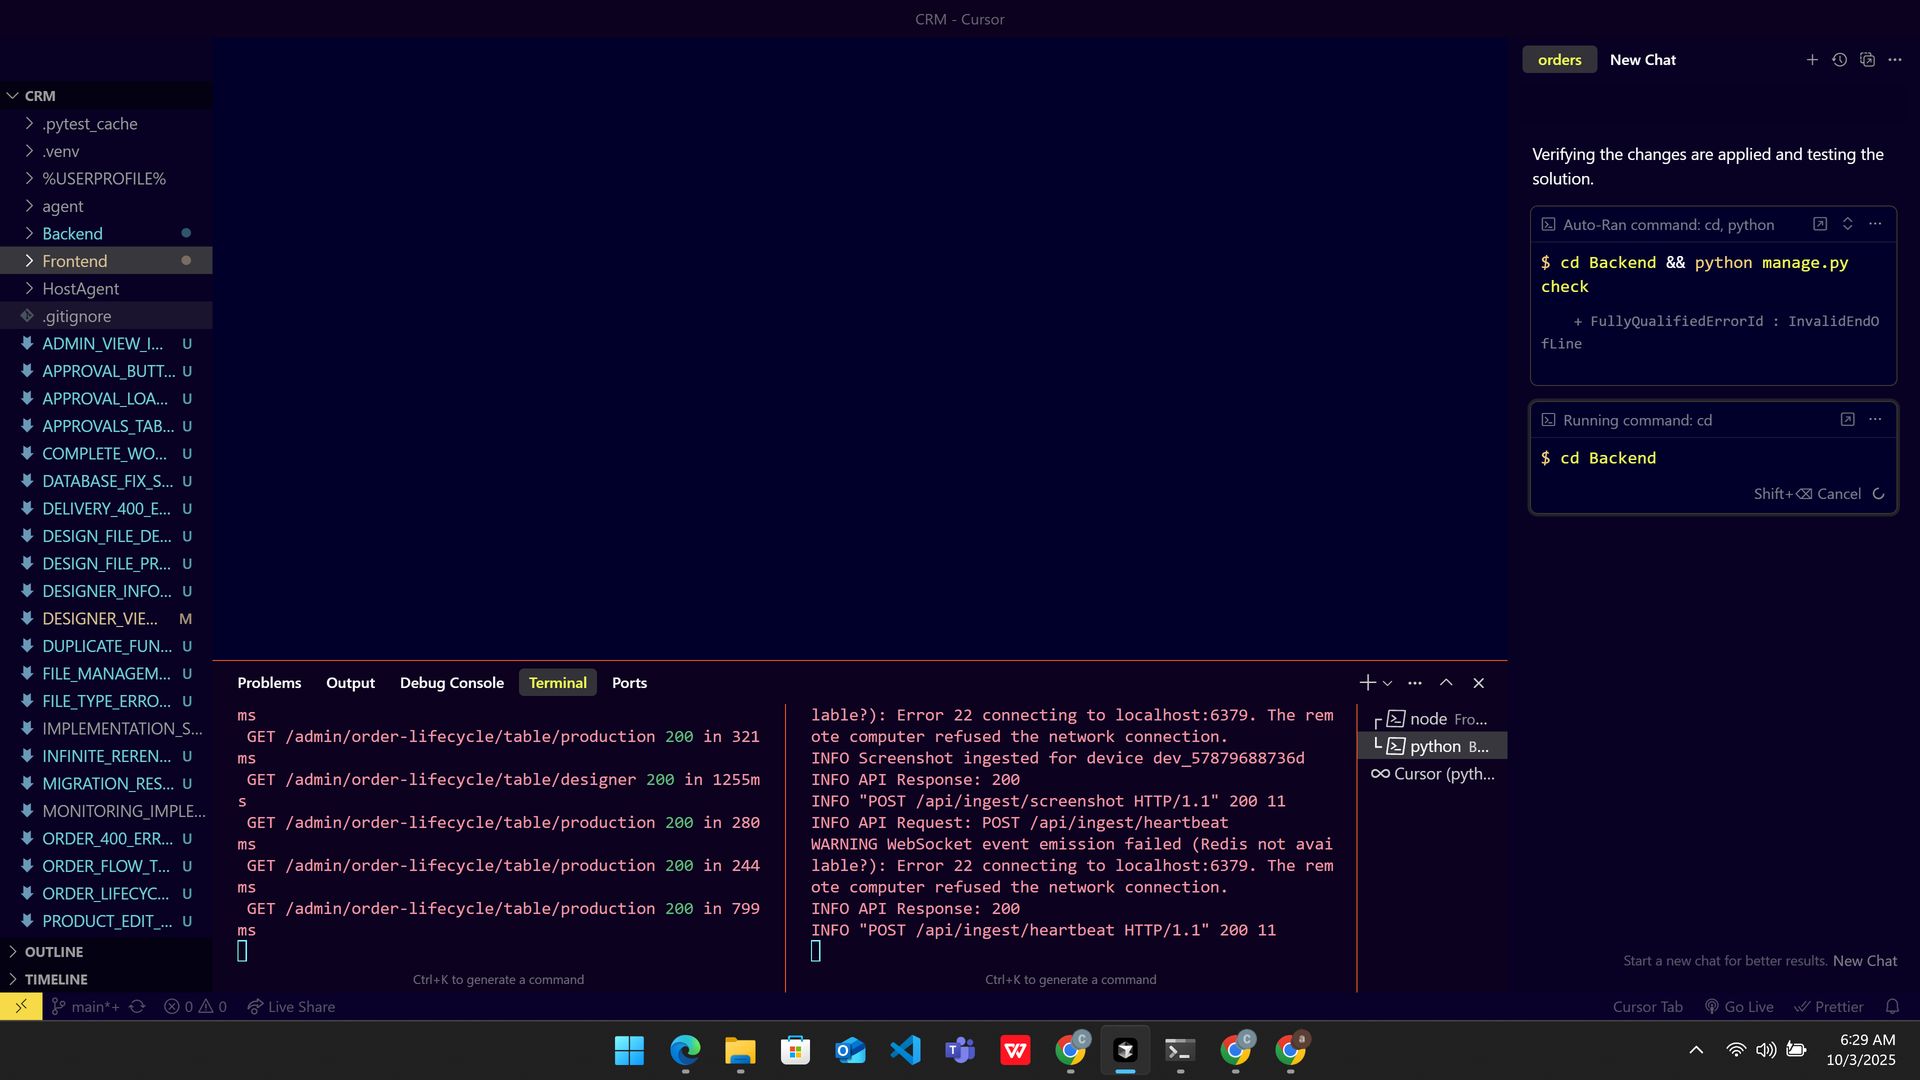 CRM - Cursor
CRM
.pytest_cache
.venv
%USERPROFILE%
agent
Backend
Frontend
HostAgent
.gitignore
ADMIN_VIEW_I... U
APPROVAL_BUTT... U
APPROVAL_LOA... U
APPROVALS_TAB... U
COMPLETE_WO... U
DATABASE_FIX_S... U
DELIVERY_400_E... U
DESIGN_FILE_DE... U
DESIGN_FILE_PR... U
DESIGNER_INFO... U
DESIGNER_VIE... M
DUPLICATE_FUN... U
FILE_MANAGEM... U
FILE_TYPE_ERRO... U
IMPLEMENTATION_S...
INFINITE_REREN... U
MIGRATION_RES... U
MONITORING_IMPLE...
ORDER_400_ERR... U
ORDER_FLOW_T... U
ORDER_LIFECYC... U
PRODUCT_EDIT_... U
OUTLINE
TIMELINE
Problems Output Debug Console Terminal Ports
ms
GET /admin/order-lifecycle/table/production 200 in 321
ms
GET /admin/order-lifecycle/table/designer 200 in 1255m
s
GET /admin/order-lifecycle/table/production 200 in 280
ms
GET /admin/order-lifecycle/table/production 200 in 244
ms
GET /admin/order-lifecycle/table/production 200 in 799
ms
Ctrl+K to generate a command
lable?): Error 22 connecting to localhost:6379. The rem
ote computer refused the network connection.
INFO Screenshot ingested for device dev_57879688736d
INFO API Response: 200
INFO "POST /api/ingest/screenshot HTTP/1.1" 200 11
INFO API Request: POST /api/ingest/heartbeat
WARNING WebSocket event emission failed (Redis not avai
lable?): Error 22 connecting to localhost:6379. The rem
ote computer refused the network connection.
INFO API Response: 200
INFO "POST /api/ingest/heartbeat HTTP/1.1" 200 11
Ctrl+K to generate a command
node Fro...
python B...
Cursor (pyth...
orders New Chat
Verifying the changes are applied and testing the
solution.
Auto-Ran command: cd, python
$ cd Backend && python manage.py
check
+ FullyQualifiedErrorId : InvalidEndO
fLine
Running command: cd
$ cd Backend
Shift+⌫ Cancel
Start a new chat for better results. New Chat
main*+ 0 0 Live Share
Cursor Tab Go Live Prettier
6:29 AM
10/3/2025